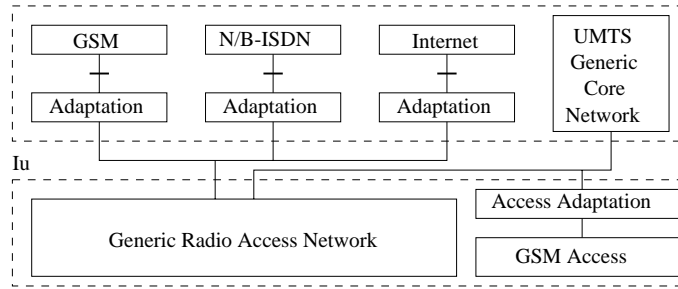 GSM
N/B-ISDN
Internet
UMTS
Generic
Core
Network
Adaptation
Adaptation
Adaptation
Iu
Generic Radio Access Network
Access Adaptation
GSM Access